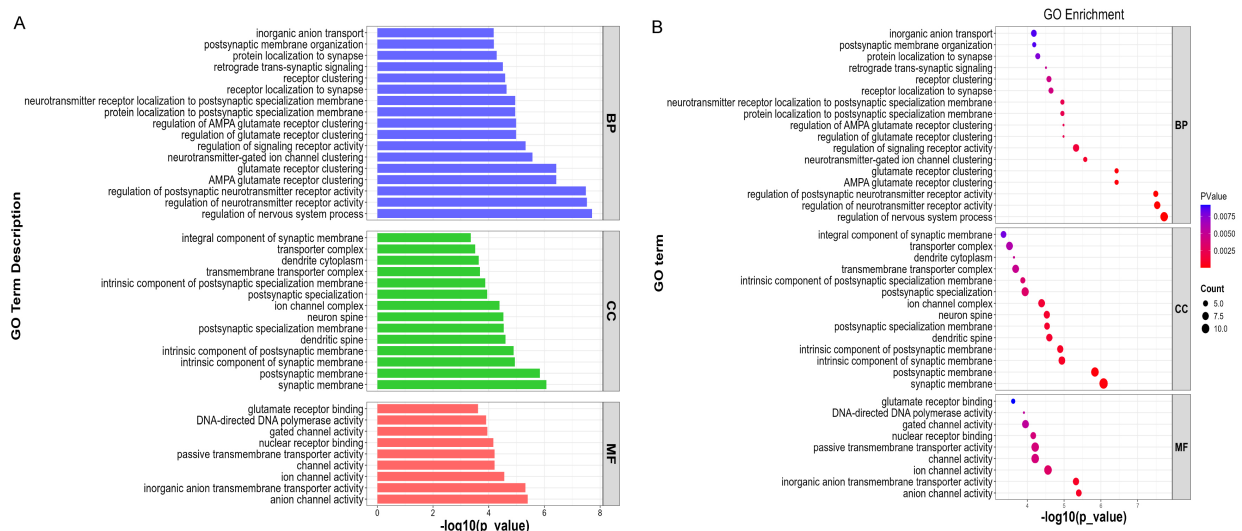 A
GO Term Description
inorganic anion transport
postsynaptic membrane organization
protein localization to synapse
retrograde trans-synaptic signaling
receptor clustering
receptor localization to synapse
neurotransmitter receptor localization to postsynaptic specialization membrane
protein localization to postsynaptic specialization membrane
regulation of AMPA glutamate receptor clustering
regulation of glutamate receptor clustering
regulation of signaling receptor activity
neurotransmitter-gated ion channel clustering
glutamate receptor clustering
AMPA glutamate receptor clustering
regulation of postsynaptic neurotransmitter receptor activity
regulation of neurotransmitter receptor activity
regulation of nervous system process
BP
integral component of synaptic membrane
transporter complex
dendrite cytoplasm
transmembrane transporter complex
intrinsic component of postsynaptic specialization membrane
postsynaptic specialization
ion channel complex
neuron spine
postsynaptic specialization membrane
dendritic spine
intrinsic component of postsynaptic membrane
intrinsic component of synaptic membrane
postsynaptic membrane
synaptic membrane
CC
glutamate receptor binding
DNA-directed DNA polymerase activity
gated channel activity
nuclear receptor binding
passive transmembrane transporter activity
channel activity
ion channel activity
inorganic anion transmembrane transporter activity
anion channel activity
MF
0 2 4 6 8
-log10(p_value)
B
GO Enrichment
GO term
inorganic anion transport
postsynaptic membrane organization
protein localization to synapse
retrograde trans-synaptic signaling
receptor clustering
receptor localization to synapse
neurotransmitter receptor localization to postsynaptic specialization membrane
protein localization to postsynaptic specialization membrane
regulation of AMPA glutamate receptor clustering
regulation of glutamate receptor clustering
regulation of signaling receptor activity
neurotransmitter-gated ion channel clustering
glutamate receptor clustering
AMPA glutamate receptor clustering
regulation of postsynaptic neurotransmitter receptor activity
regulation of neurotransmitter receptor activity
regulation of nervous system process
BP
integral component of synaptic membrane
transporter complex
dendrite cytoplasm
transmembrane transporter complex
intrinsic component of postsynaptic specialization membrane
postsynaptic specialization
ion channel complex
neuron spine
postsynaptic specialization membrane
dendritic spine
intrinsic component of postsynaptic membrane
intrinsic component of synaptic membrane
postsynaptic membrane
synaptic membrane
CC
glutamate receptor binding
DNA-directed DNA polymerase activity
gated channel activity
nuclear receptor binding
passive transmembrane transporter activity
channel activity
ion channel activity
inorganic anion transmembrane transporter activity
anion channel activity
MF
4 5 6 7
-log10(p_value)
PValue
0.0075
0.0050
0.0025
Count
5.0
7.5
10.0